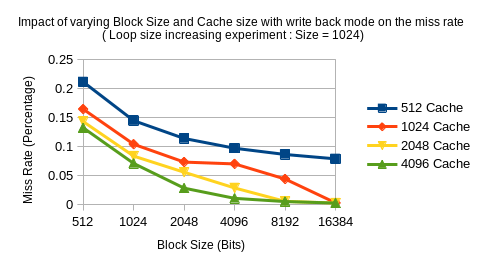 Impact of varying Block Size and Cache size with write back mode on the miss rate
( Loop size increasing experiment : Size = 1024)
0.25
0.2
0.15
0.1
0.05
0
Miss Rate (Percentage)
512 1024 2048 4096 8192 16384
Block Size (Bits)
512 Cache
1024 Cache
2048 Cache
4096 Cache